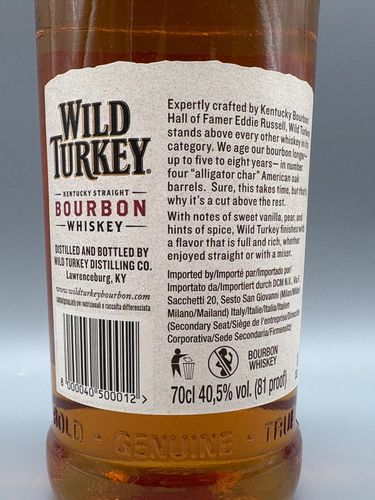 WILD
TURKEY
KENTUCKY STRAIGHT
BOURBON
WHISKEY
DISTILLED AND BOTTLED BY
WILD TURKEY DISTILLING CO.
Lawrenceburg, KY
www.wildturkeybourbon.com
per nutrizionali e raccolta differenziata
8 000040 500012 >
Expertly crafted by Kentucky Bourbon
Hall of Famer Eddie Russell, Wild Turkey
stands above every other whiskey in its
category. We age our bourbon longer—
up to five to eight years— in number
four "alligator char" American oak
barrels. Sure, this takes time, but that's
why it's a cut above the rest.
With notes of sweet vanilla, pear, and
hints of spice, Wild Turkey finishes with
a flavor that is full and rich, whether
enjoyed straight or with a mixer.
Imported by/Importé par/Importado por/
Importato da/Importiert durch DCM N.V., Via F.
Sacchetti 20, Sesto San Giovanni (Milan/Milán/
Milano/Mailand) Italy/Italie/Italia/Italien
(Secondary Seat/Siège de l'entreprise/Dirección
Corporativa/Sede Secondaria/Firmensitz)
BOURBON
WHISKEY
70cl 40,5% vol. (81 proof)
BOLD · GENUINE · TRUE